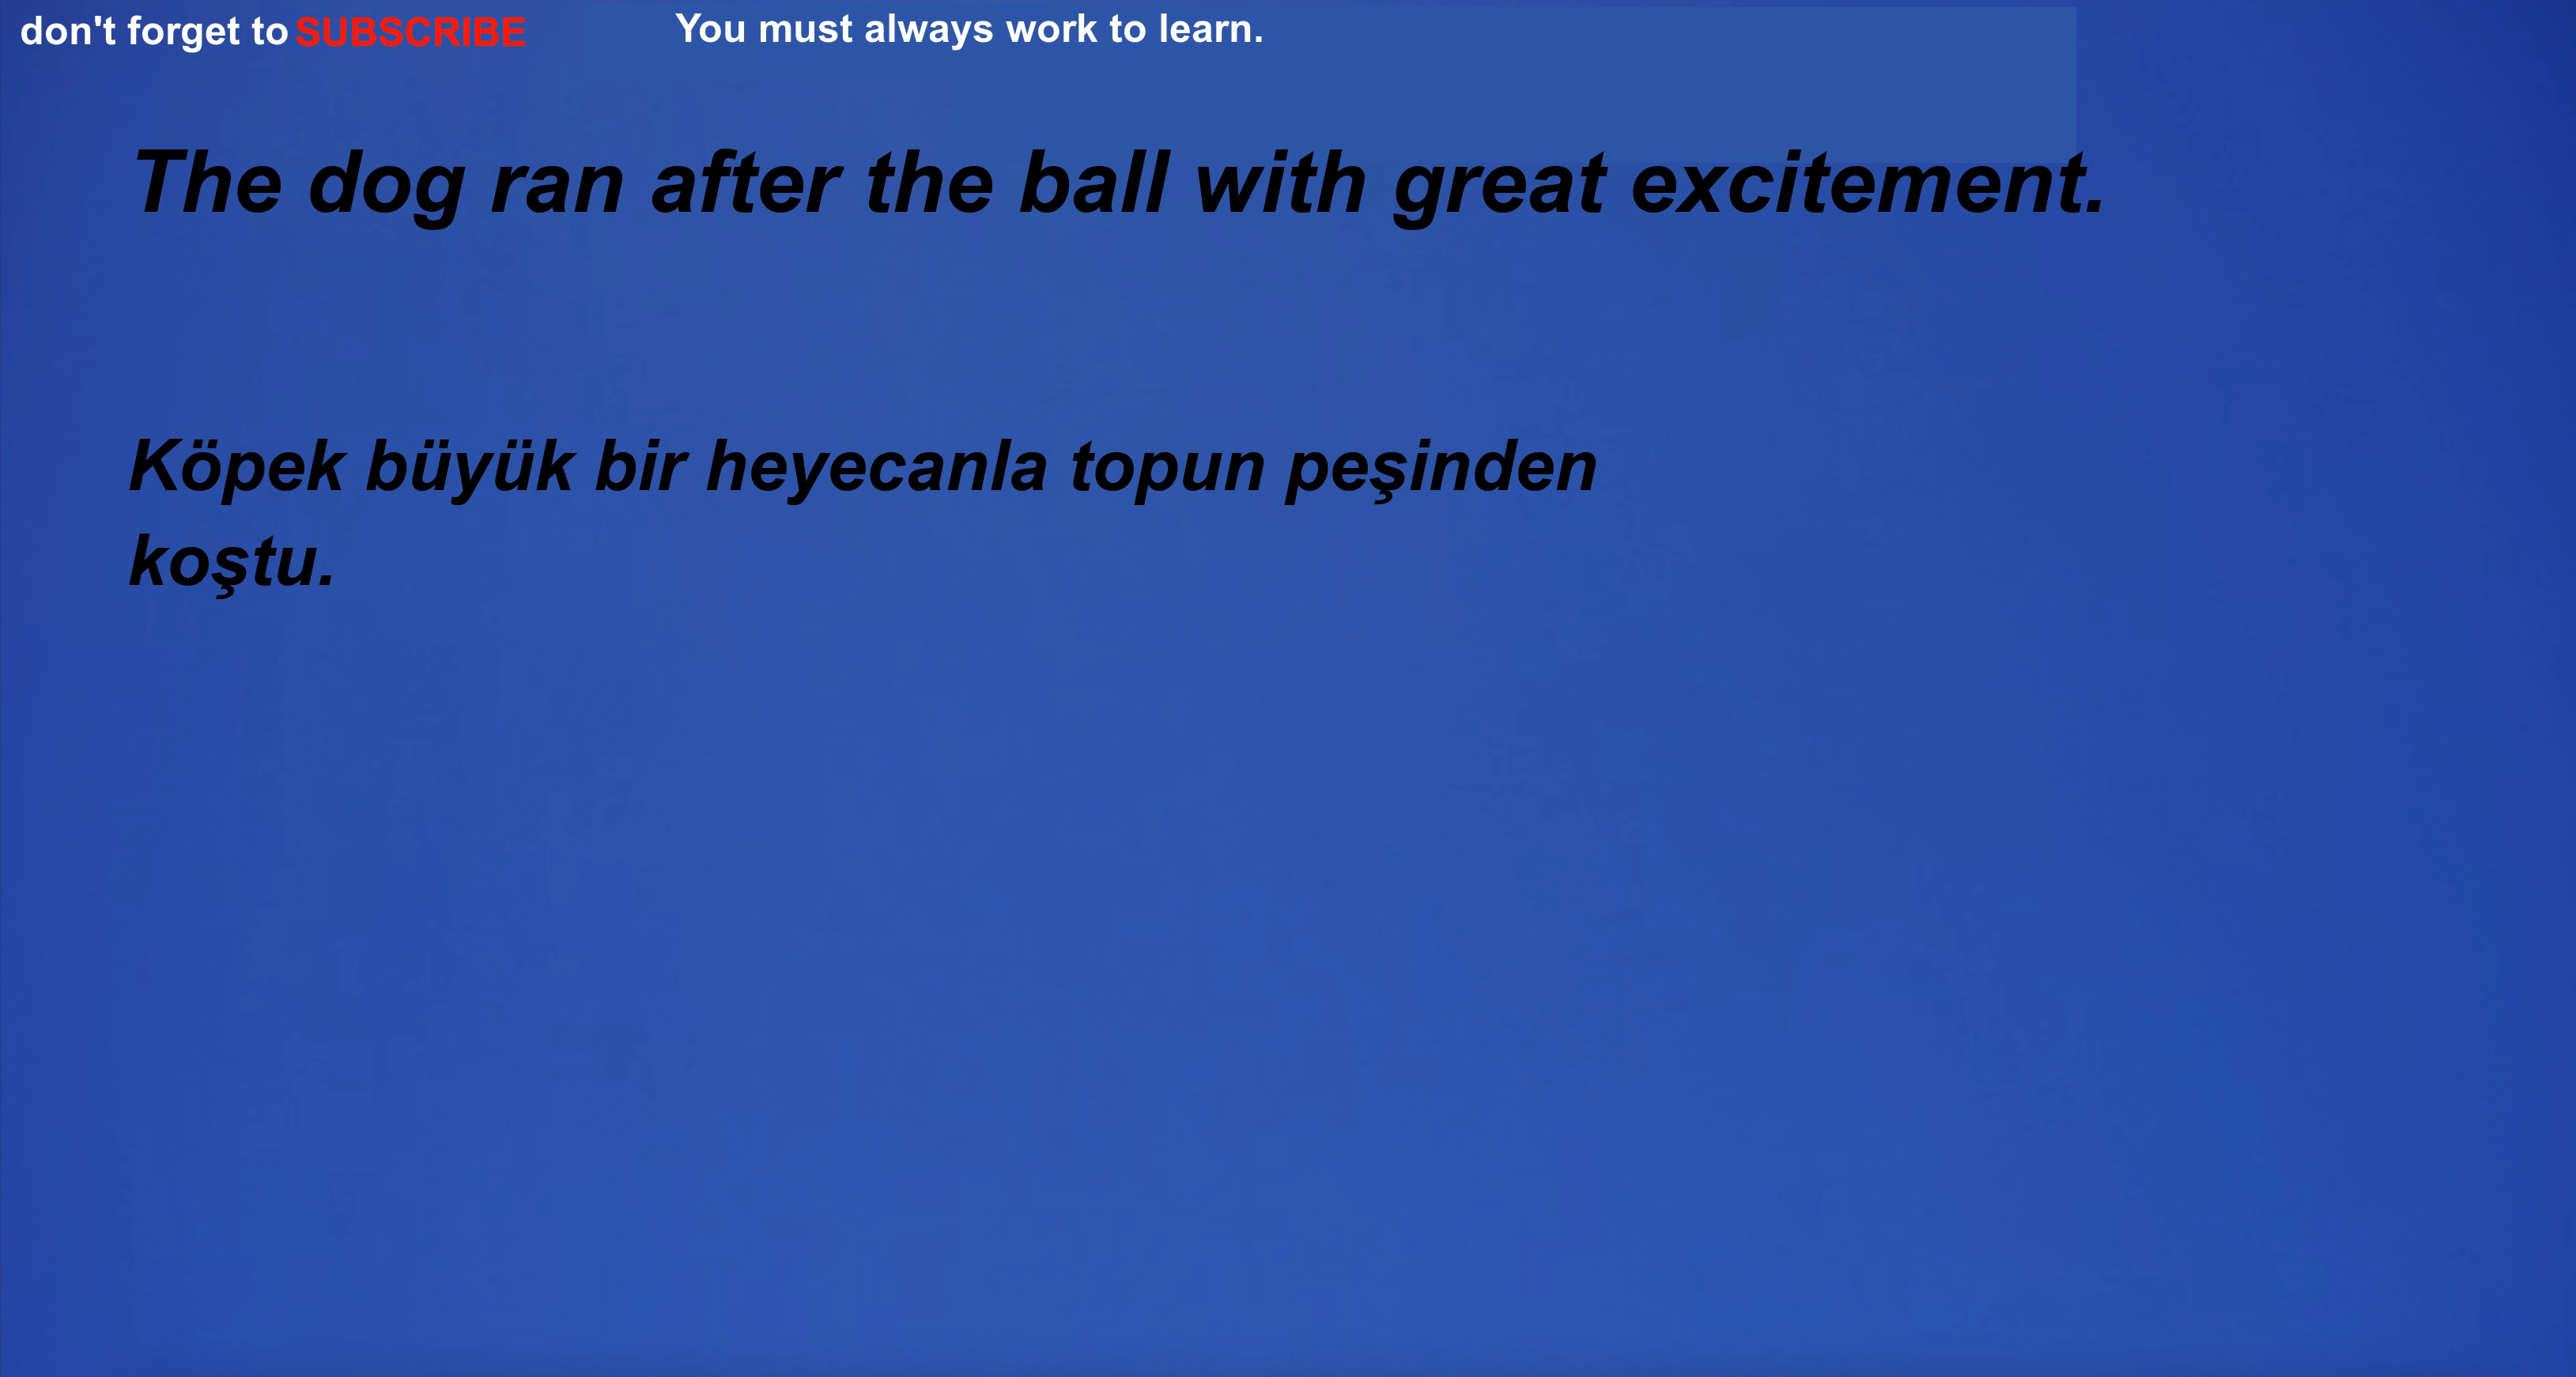 don't forget to SUBSCRIBE
You must always work to learn.
The dog ran after the ball with great excitement.
Köpek büyük bir heyecanla topun peşinden
koştu.